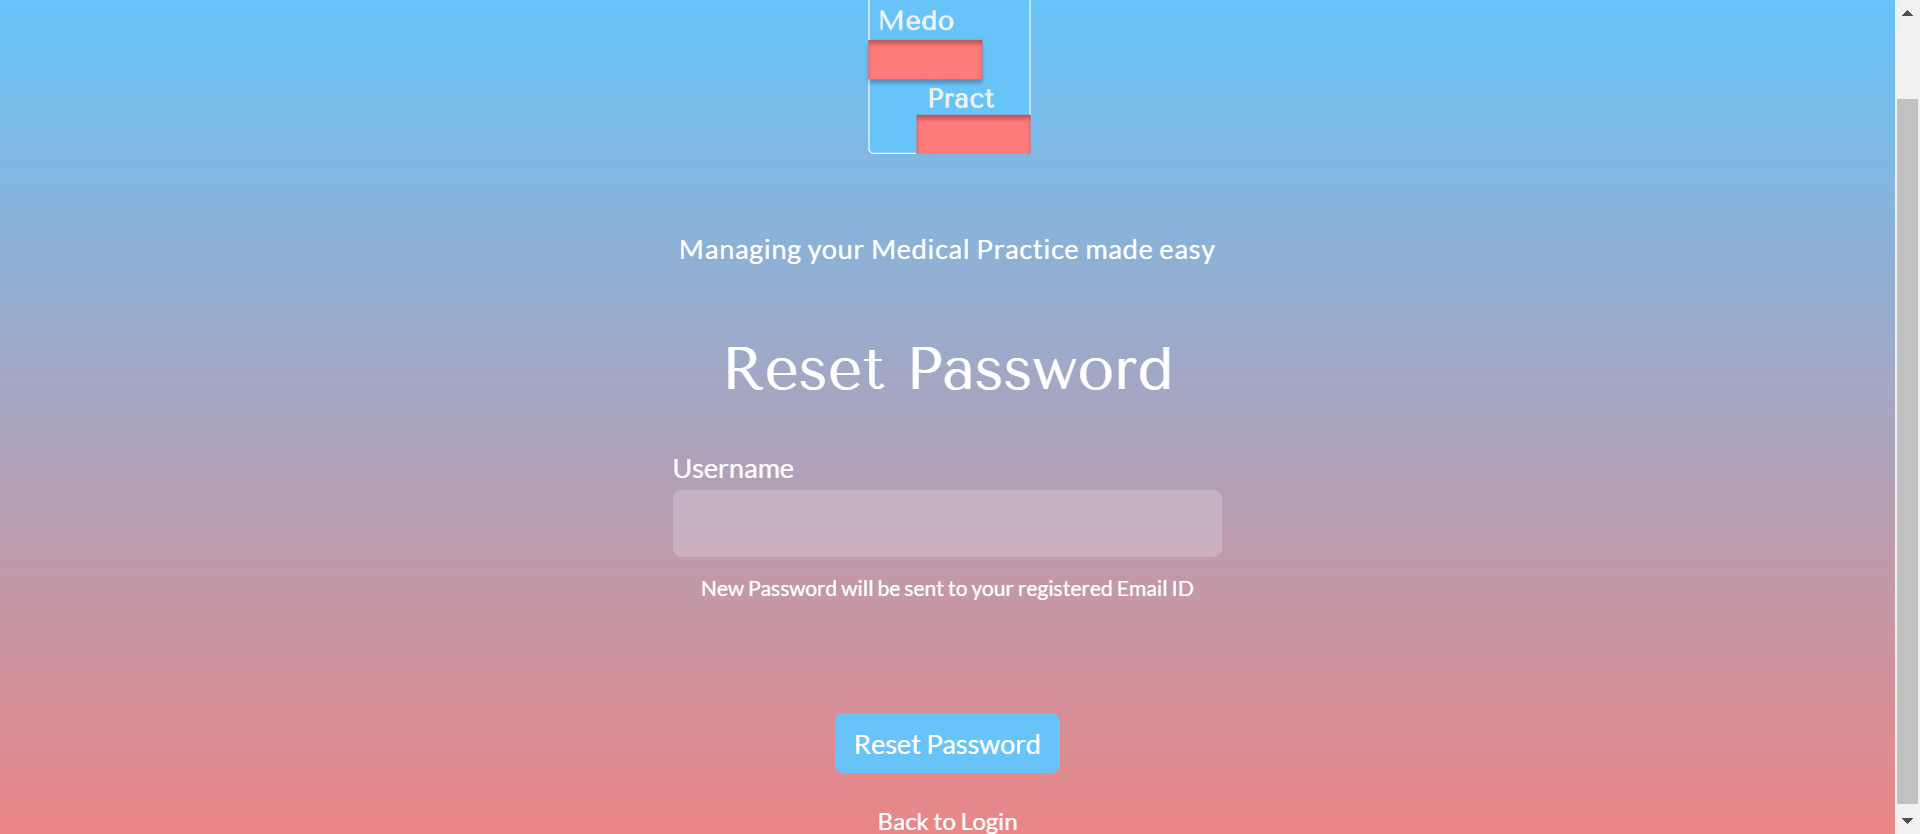 Medo
Pract
Managing your Medical Practice made easy
Reset Password
Username
New Password will be sent to your registered Email ID
Reset Password
Back to Login